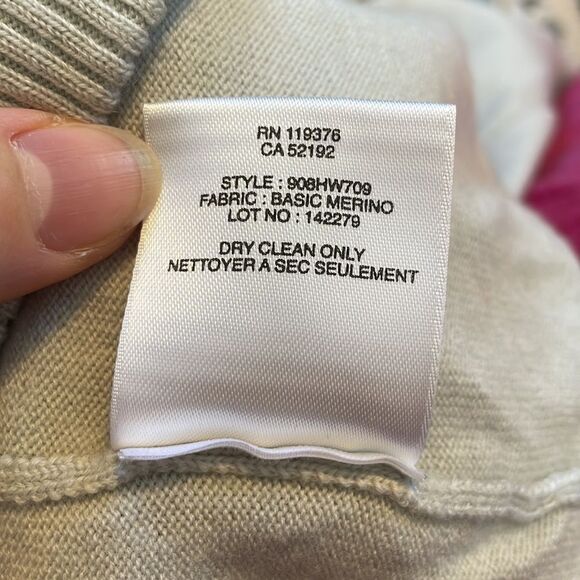 RN 119376
CA 52192
STYLE : 908HW709
FABRIC : BASIC MERINO
LOT NO : 142279
DRY CLEAN ONLY
NETTOYER A SEC SEULEMENT